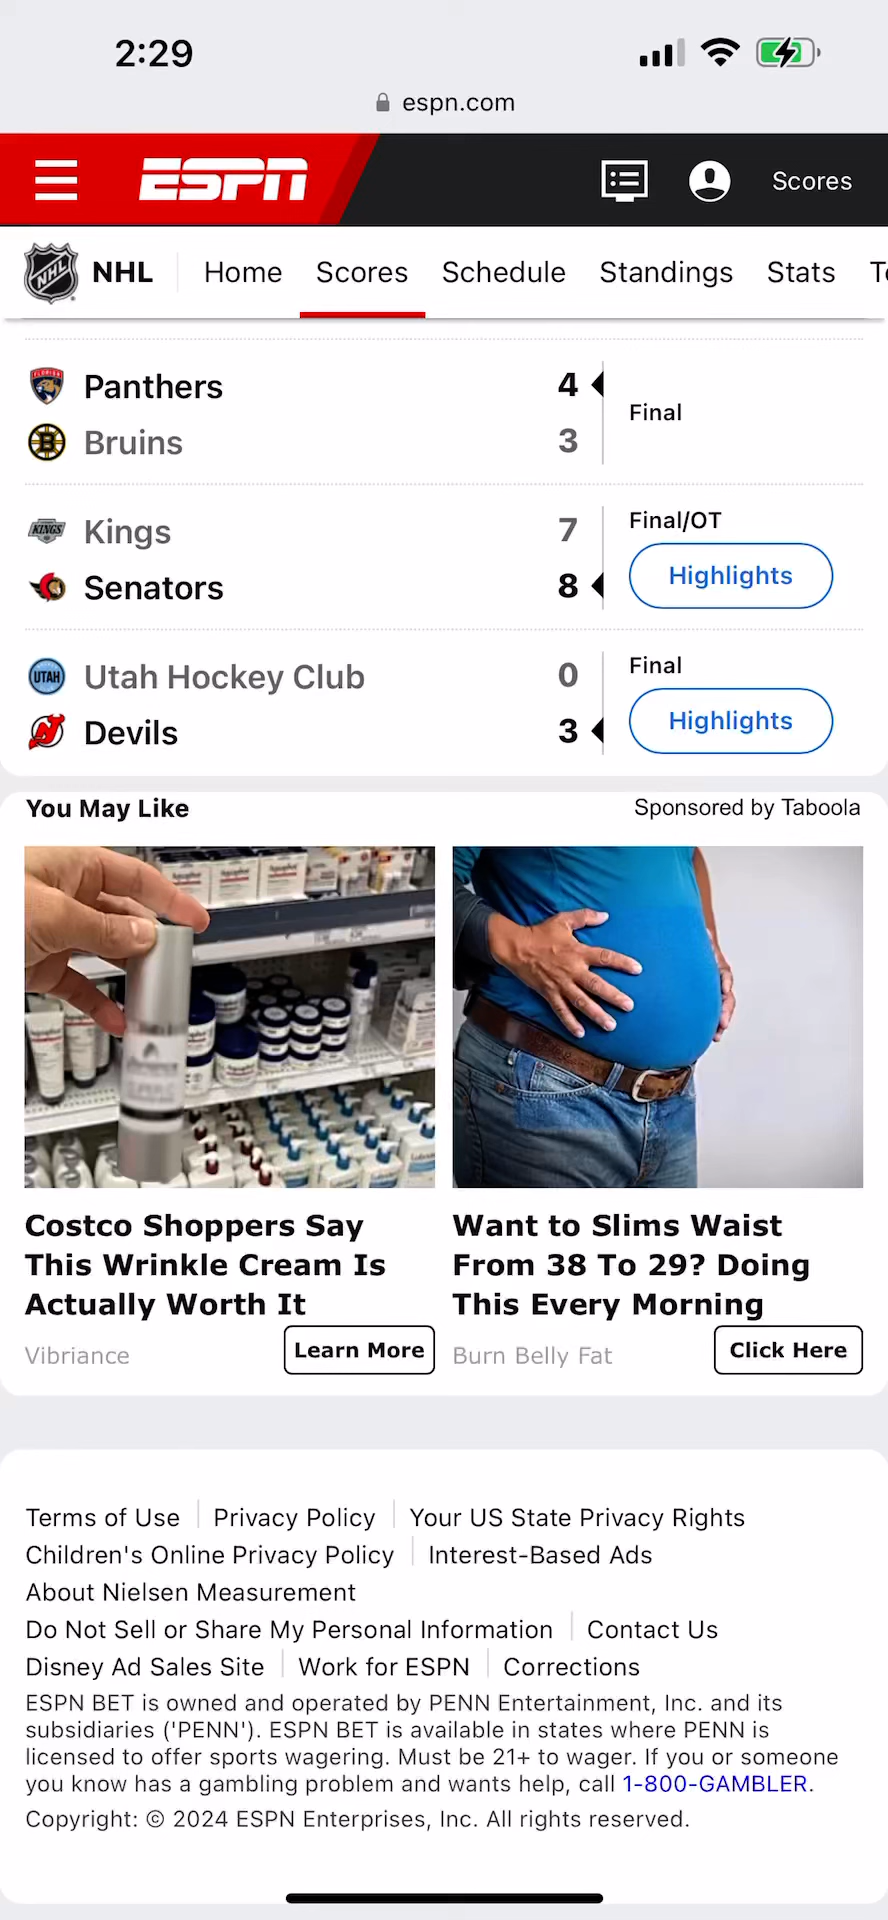 2:29
espn.com
ESPN
Scores
NHL
NHL
Home
Scores
Schedule
Standings
Stats
Te
Panthers
4
Final
Bruins
3
Kings
7
Final/OT
Senators
8
Highlights
UTAH
Utah Hockey Club
0
Final
Devils
3
Highlights
You May Like
Sponsored by Taboola
Costco Shoppers Say
This Wrinkle Cream Is
Actually Worth It
Vibriance
Learn More
Want to Slims Waist
From 38 To 29? Doing
This Every Morning
Burn Belly Fat
Click Here
Terms of Use
Privacy Policy
Your US State Privacy Rights
Children's Online Privacy Policy
Interest-Based Ads
About Nielsen Measurement
Do Not Sell or Share My Personal Information
Contact Us
Disney Ad Sales Site
Work for ESPN
Corrections
ESPN BET is owned and operated by PENN Entertainment, Inc. and its
subsidiaries ('PENN'). ESPN BET is available in states where PENN is
licensed to offer sports wagering. Must be 21+ to wager. If you or someone
you know has a gambling problem and wants help, call 1-800-GAMBLER.
Copyright: © 2024 ESPN Enterprises, Inc. All rights reserved.